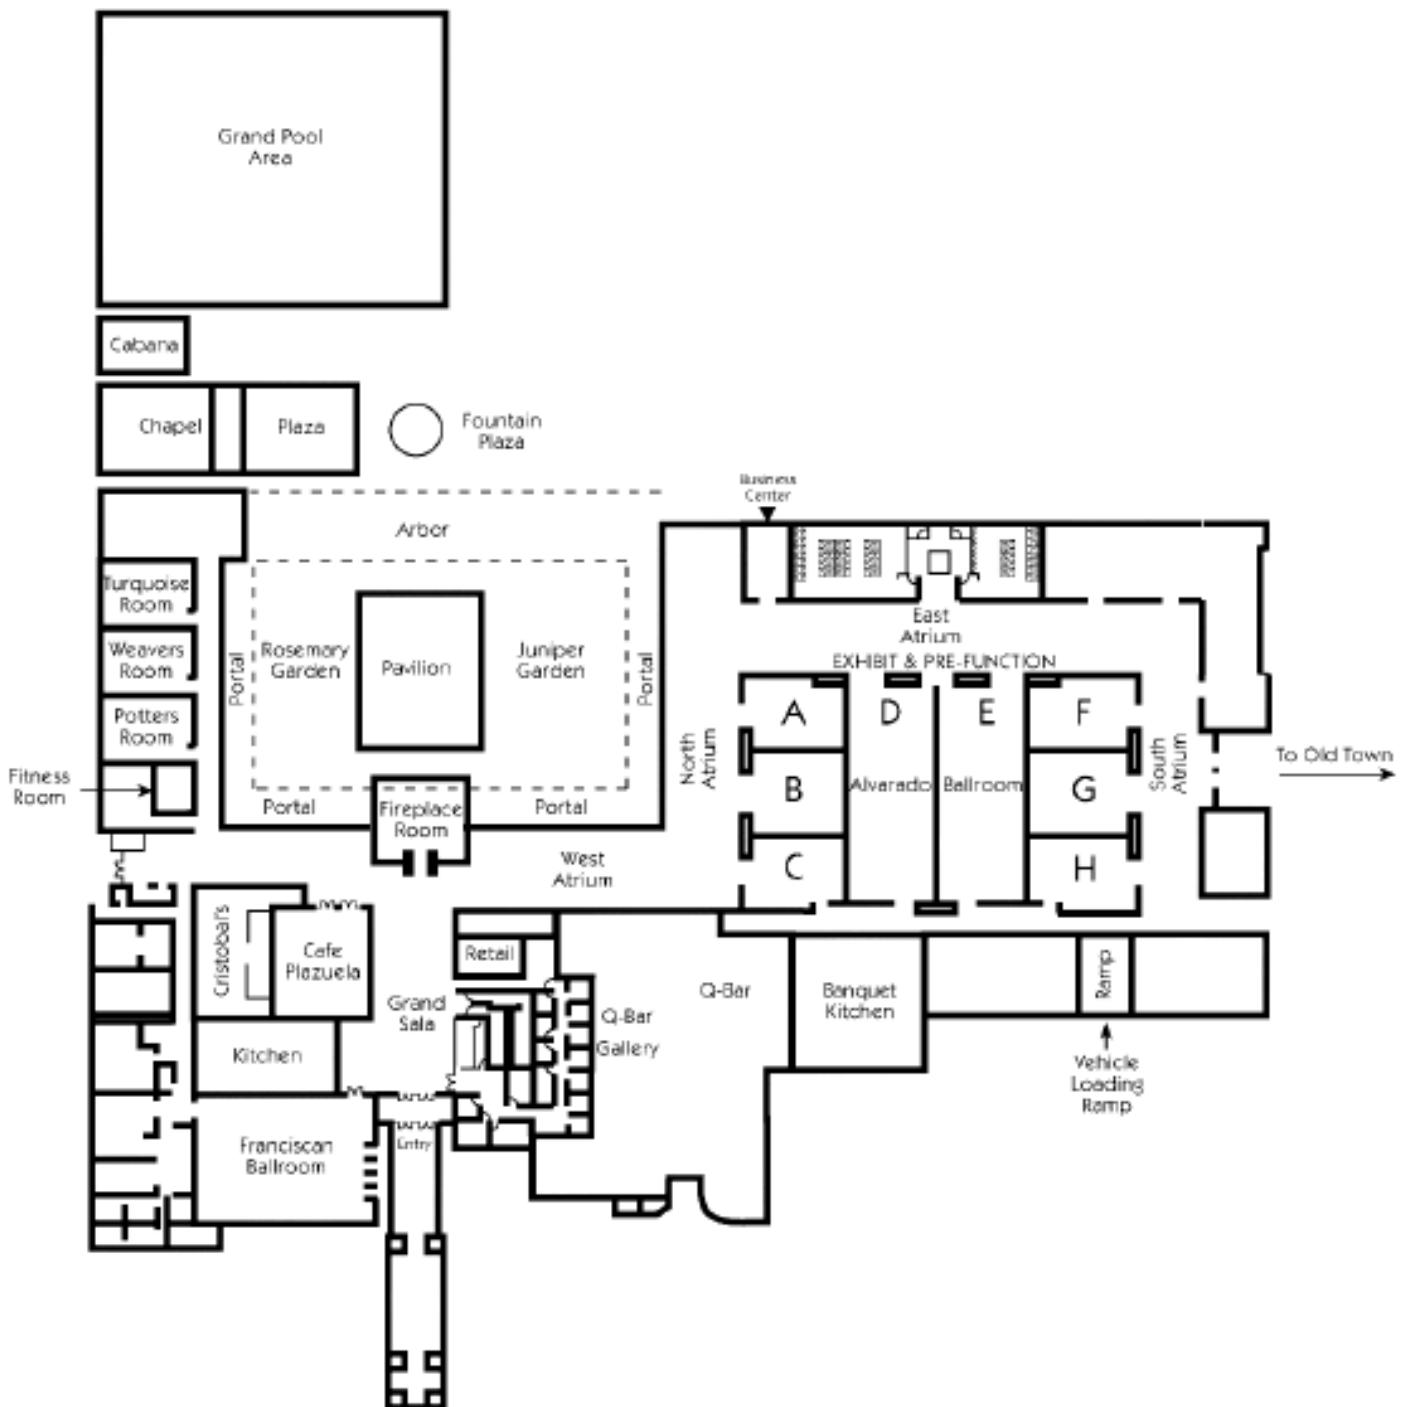 Grand Pool
Area
Cabana
Chapel
Plaza
Fountain
Plaza
Business
Center
Arbor
Turquoise
Room
Weavers
Room
Potters
Room
Fitness
Room
Portal
Rosemary
Garden
Pavilion
Juniper
Garden
Portal
Portal
Fireplace
Room
Portal
North
Atrium
East
Atrium
EXHIBIT & PRE-FUNCTION
A
B
C
D
E
F
G
H
Alvarado
Ballroom
South
Atrium
To Old Town
West
Atrium
Cristobal's
Cafe
Plazuela
Grand
Sala
Retail
Q-Bar
Gallery
Q-Bar
Banquet
Kitchen
Ramp
Vehicle
Loading
Ramp
Kitchen
Franciscan
Ballroom
Entry